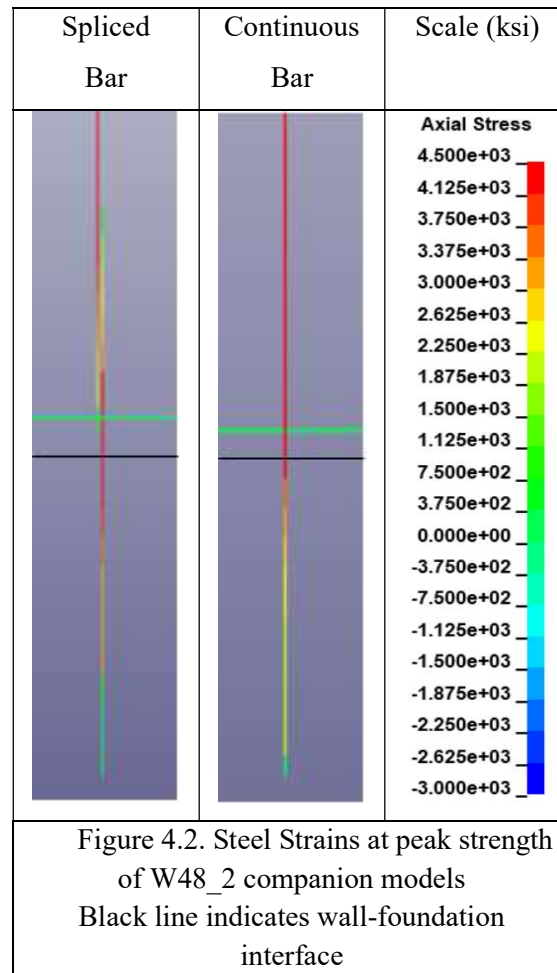 Spliced
Bar
Continuous
Bar
Scale (ksi)
Axial Stress
4.500e+03
4.125e+03
3.750e+03
3.375e+03
3.000e+03
2.625e+03
2.250e+03
1.875e+03
1.500e+03
1.125e+03
7.500e+02
3.750e+02
0.000e+00
-3.750e+02
-7.500e+02
-1.125e+03
-1.500e+03
-1.875e+03
-2.250e+03
-2.625e+03
-3.000e+03
Figure 4.2. Steel Strains at peak strength
of W48_2 companion models
Black line indicates wall-foundation
interface